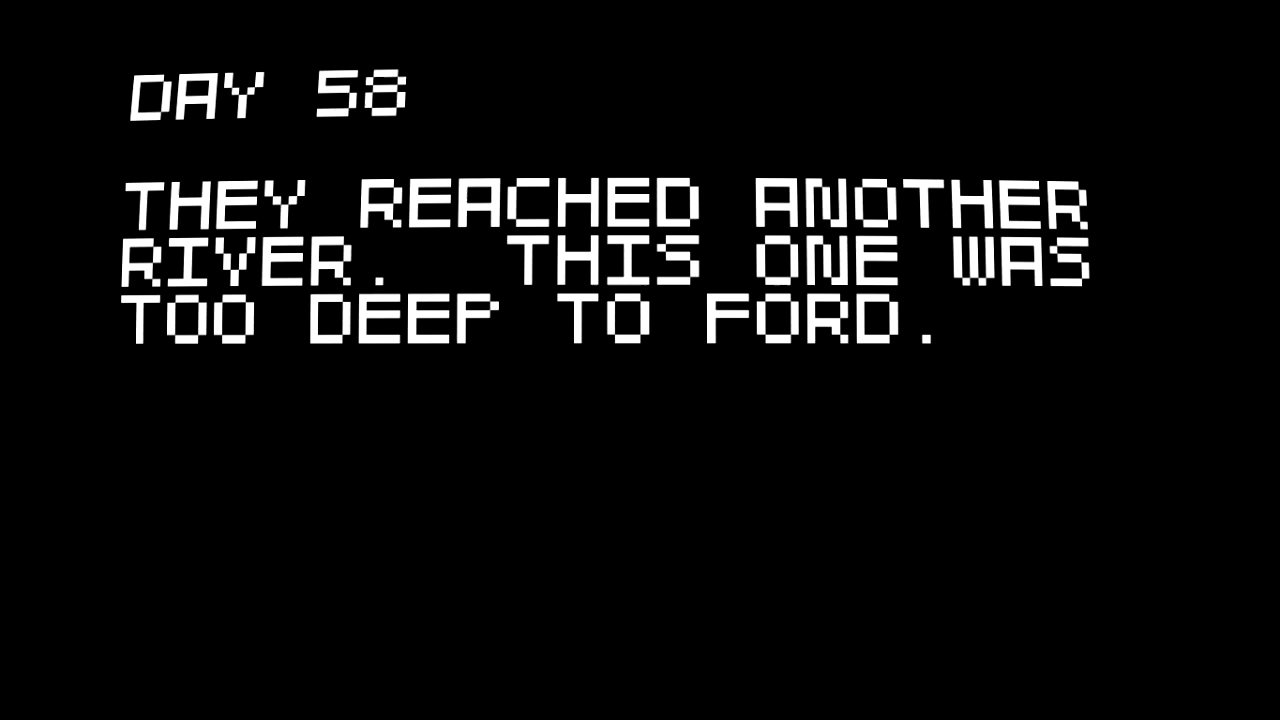 DAY 58
THEY REACHED ANOTHER
RIVER.  THIS ONE WAS
TOO DEEP TO FORD.